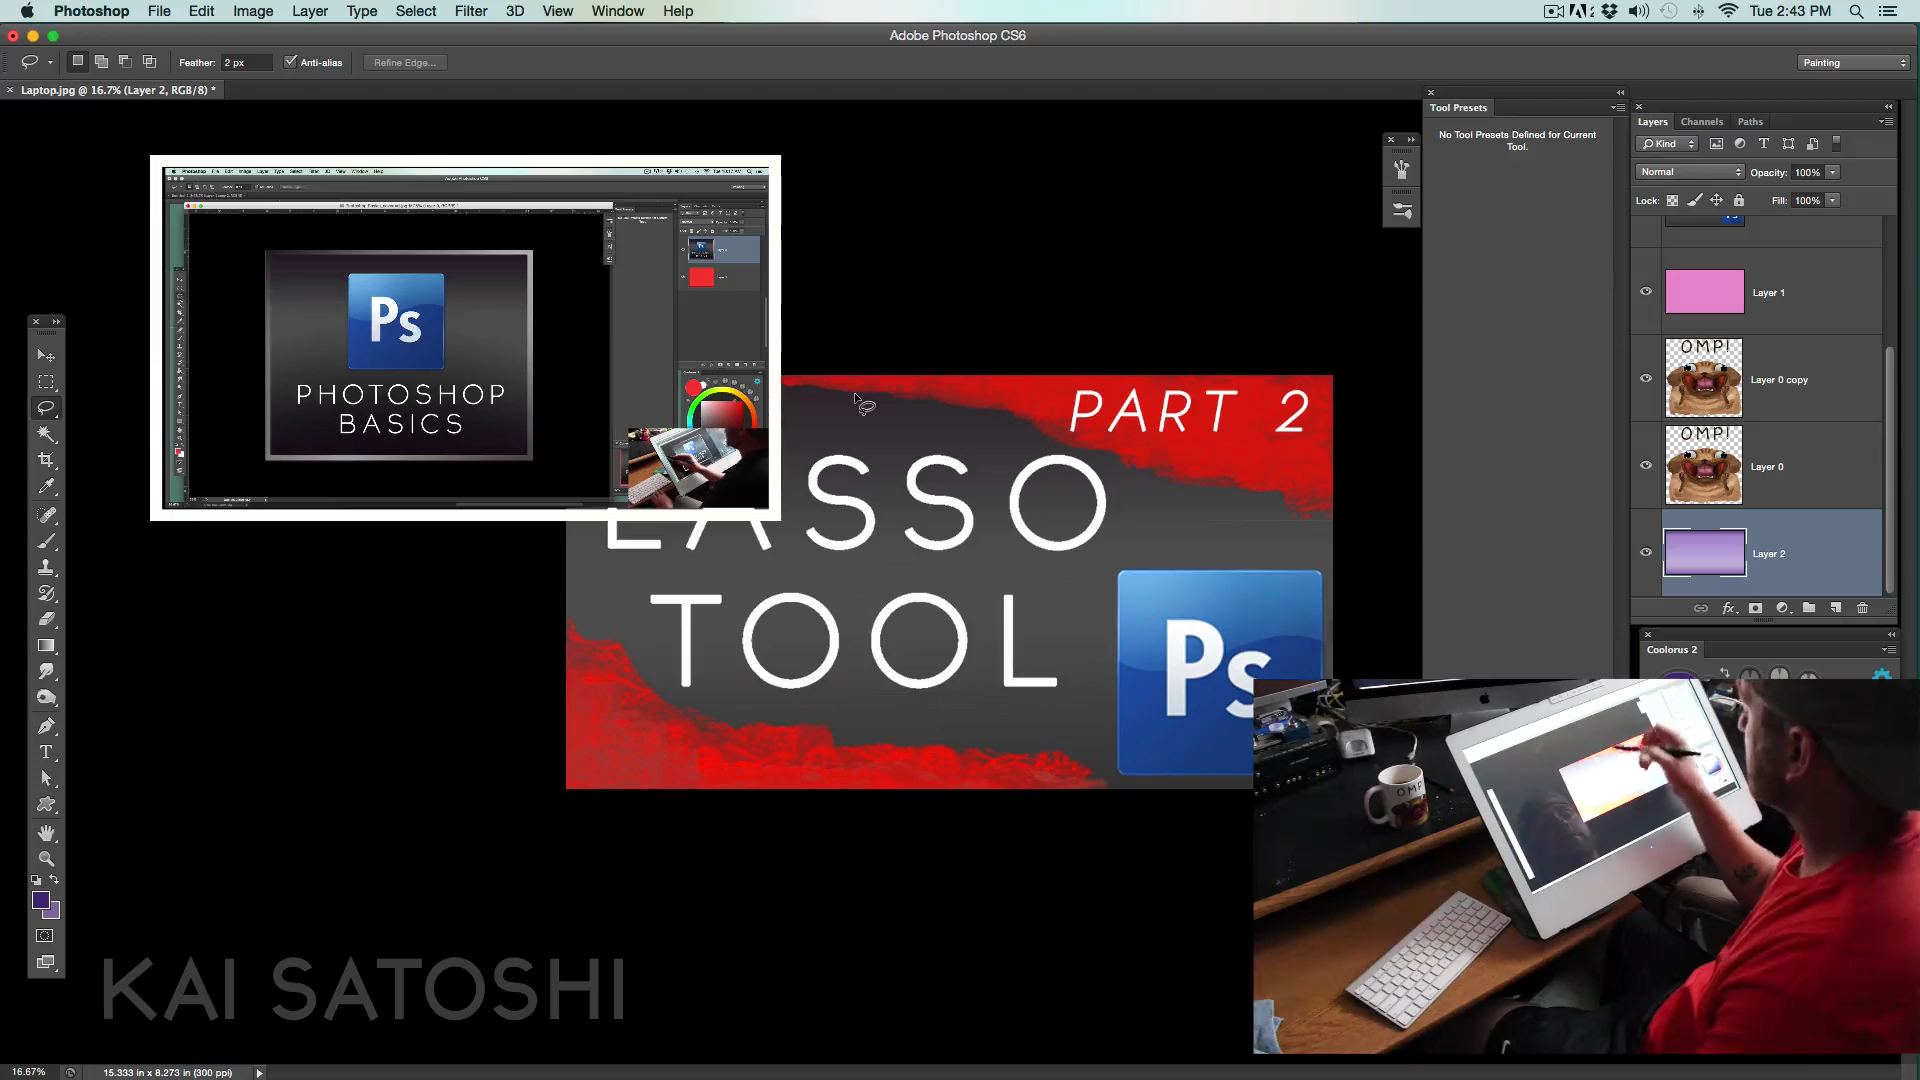 Photoshop File Edit Image Layer Type Select Filter 3D View Window Help Tue 2:43 PM
Adobe Photoshop CS6
Feather: 2 px Anti-alias Refine Edge... Painting
Laptop.jpg @ 16.7% (Layer 2, RGB/8) *
Tool Presets
No Tool Presets Defined for Current
Tool.
Layers Channels Paths
Kind
Normal Opacity: 100%
Lock: Fill: 100%
Layer 1
OMP!
Layer 0 copy
OMP!
Layer 0
Layer 2
Coolorus 2
Ps
PHOTOSHOP
BASICS
PART 2
LASSO
TOOL
Ps
OMP!
KAI SATOSHI
16.67% 15.333 in x 8.273 in (300 ppi)